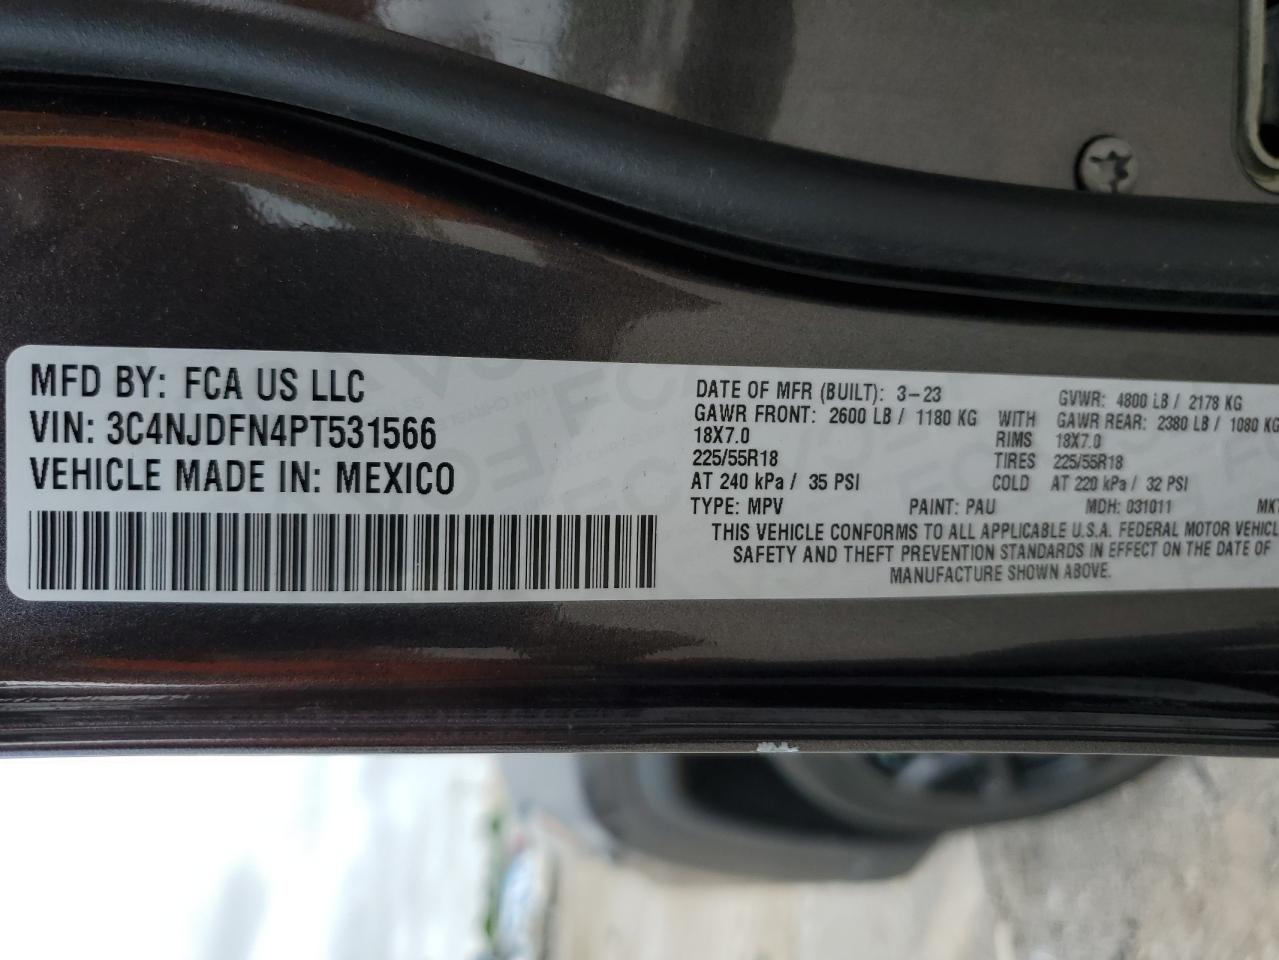 MFD BY: FCA US LLC
VIN: 3C4NJDFN4PT531566
VEHICLE MADE IN: MEXICO
DATE OF MFR (BUILT): 3-23 GVWR: 4800 LB / 2178 KG
GAWR FRONT: 2600 LB / 1180 KG WITH GAWR REAR: 2380 LB / 1080 KG
18X7.0 RIMS 18X7.0
225/55R18 TIRES 225/55R18
AT 240 kPa / 35 PSI COLD AT 220 kPa / 32 PSI
TYPE: MPV PAINT: PAU MDH: 031011 MKT
THIS VEHICLE CONFORMS TO ALL APPLICABLE U.S.A. FEDERAL MOTOR VEHICL
SAFETY AND THEFT PREVENTION STANDARDS IN EFFECT ON THE DATE OF
MANUFACTURE SHOWN ABOVE.